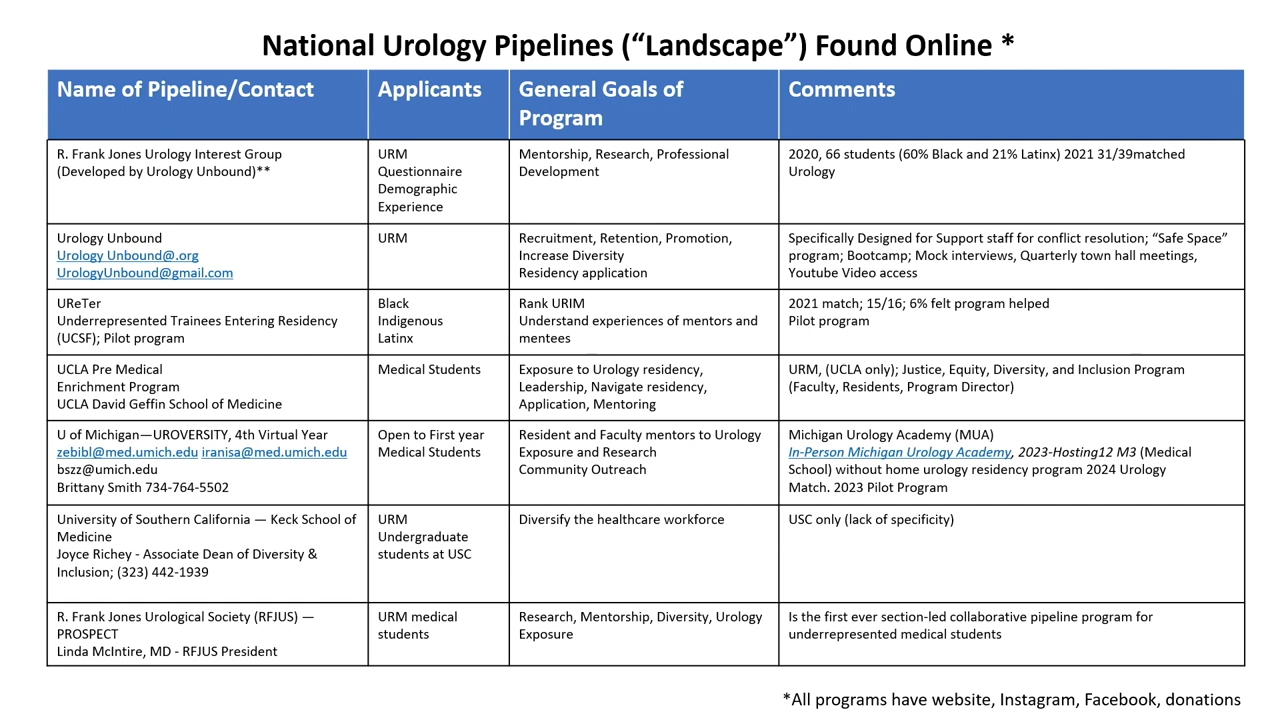 National Urology Pipelines (“Landscape”) Found Online *
Name of Pipeline/Contact
Applicants
General Goals of
Program
Comments
R. Frank Jones Urology Interest Group
(Developed by Urology Unbound)**
URM
Questionnaire
Demographic
Experience
Mentorship, Research, Professional
Development
2020, 66 students (60% Black and 21% Latinx) 2021 31/39matched
Urology
Urology Unbound
Urology Unbound@.org
UrologyUnbound@gmail.com
URM
Recruitment, Retention, Promotion,
Increase Diversity
Residency application
Specifically Designed for Support staff for conflict resolution; “Safe Space”
program; Bootcamp; Mock interviews, Quarterly town hall meetings,
Youtube Video access
UReTer
Underrepresented Trainees Entering Residency
(UCSF); Pilot program
Black
Indigenous
Latinx
Rank URIM
Understand experiences of mentors and
mentees
2021 match; 15/16; 6% felt program helped
Pilot program
UCLA Pre Medical
Enrichment Program
UCLA David Geffin School of Medicine
Medical Students
Exposure to Urology residency,
Leadership, Navigate residency,
Application, Mentoring
URM, (UCLA only); Justice, Equity, Diversity, and Inclusion Program
(Faculty, Residents, Program Director)
U of Michigan—UROVERSITY, 4th Virtual Year
zebibl@med.umich.edu iranisa@med.umich.edu
bszz@umich.edu
Brittany Smith 734-764-5502
Open to First year
Medical Students
Resident and Faculty mentors to Urology
Exposure and Research
Community Outreach
Michigan Urology Academy (MUA)
In-Person Michigan Urology Academy, 2023-Hosting12 M3 (Medical
School) without home urology residency program 2024 Urology
Match. 2023 Pilot Program
University of Southern California — Keck School of
Medicine
Joyce Richey - Associate Dean of Diversity &
Inclusion; (323) 442-1939
URM
Undergraduate
students at USC
Diversify the healthcare workforce
USC only (lack of specificity)
R. Frank Jones Urological Society (RFJUS) —
PROSPECT
Linda McIntire, MD - RFJUS President
URM medical
students
Research, Mentorship, Diversity, Urology
Exposure
Is the first ever section-led collaborative pipeline program for
underrepresented medical students
*All programs have website, Instagram, Facebook, donations